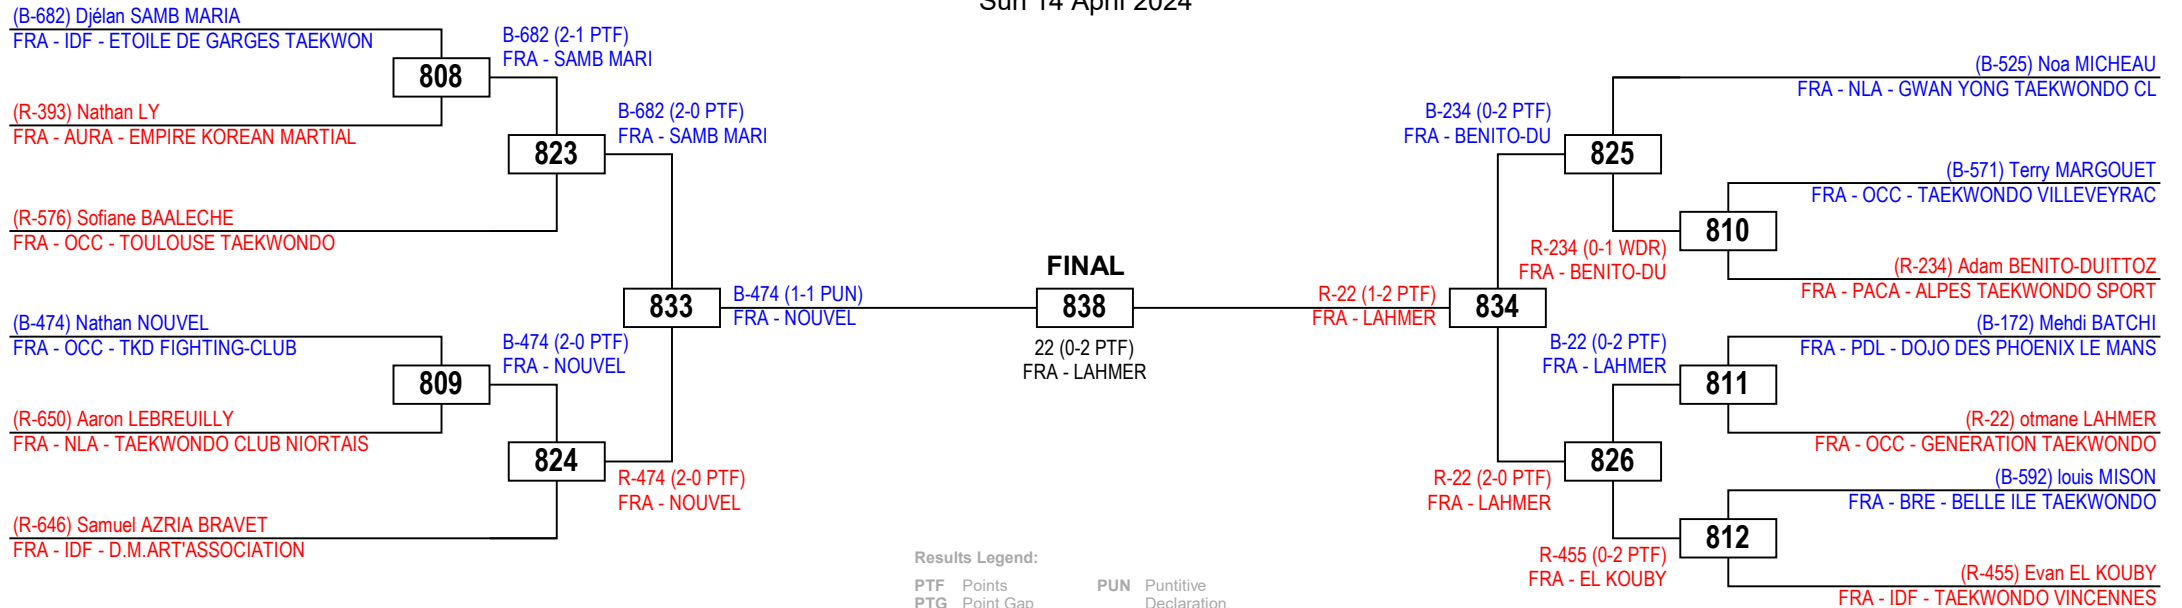 Sun 14 April 2024
(B-682) Djélan SAMB MARIA
FRA - IDF - ETOILE DE GARGES TAEKWON
808
B-682 (2-1 PTF)
FRA - SAMB MARI
(R-393) Nathan LY
FRA - AURA - EMPIRE KOREAN MARTIAL
823
B-682 (2-0 PTF)
FRA - SAMB MARI
(R-576) Sofiane BAALECHE
FRA - OCC - TOULOUSE TAEKWONDO
833
B-474 (1-1 PUN)
FRA - NOUVEL
(B-474) Nathan NOUVEL
FRA - OCC - TKD FIGHTING-CLUB
809
B-474 (2-0 PTF)
FRA - NOUVEL
(R-650) Aaron LEBREUILLY
FRA - NLA - TAEKWONDO CLUB NIORTAIS
824
R-474 (2-0 PTF)
FRA - NOUVEL
(R-646) Samuel AZRIA BRAVET
FRA - IDF - D.M.ART'ASSOCIATION
FINAL
838
22 (0-2 PTF)
FRA - LAHMER
(B-525) Noa MICHEAU
FRA - NLA - GWAN YONG TAEKWONDO CL
B-234 (0-2 PTF)
FRA - BENITO-DU
825
(B-571) Terry MARGOUET
FRA - OCC - TAEKWONDO VILLEVEYRAC
810
R-234 (0-1 WDR)
FRA - BENITO-DU
(R-234) Adam BENITO-DUITTOZ
FRA - PACA - ALPES TAEKWONDO SPORT
R-22 (1-2 PTF)
FRA - LAHMER
834
(B-172) Mehdi BATCHI
FRA - PDL - DOJO DES PHOENIX LE MANS
B-22 (0-2 PTF)
FRA - LAHMER
811
(R-22) otmane LAHMER
FRA - OCC - GENERATION TAEKWONDO
826
R-22 (2-0 PTF)
FRA - LAHMER
(B-592) louis MISON
FRA - BRE - BELLE ILE TAEKWONDO
812
R-455 (0-2 PTF)
FRA - EL KOUBY
(R-455) Evan EL KOUBY
FRA - IDF - TAEKWONDO VINCENNES
Results Legend:
PTF Points PUN Puntitive
PTG Point Gap Declaration